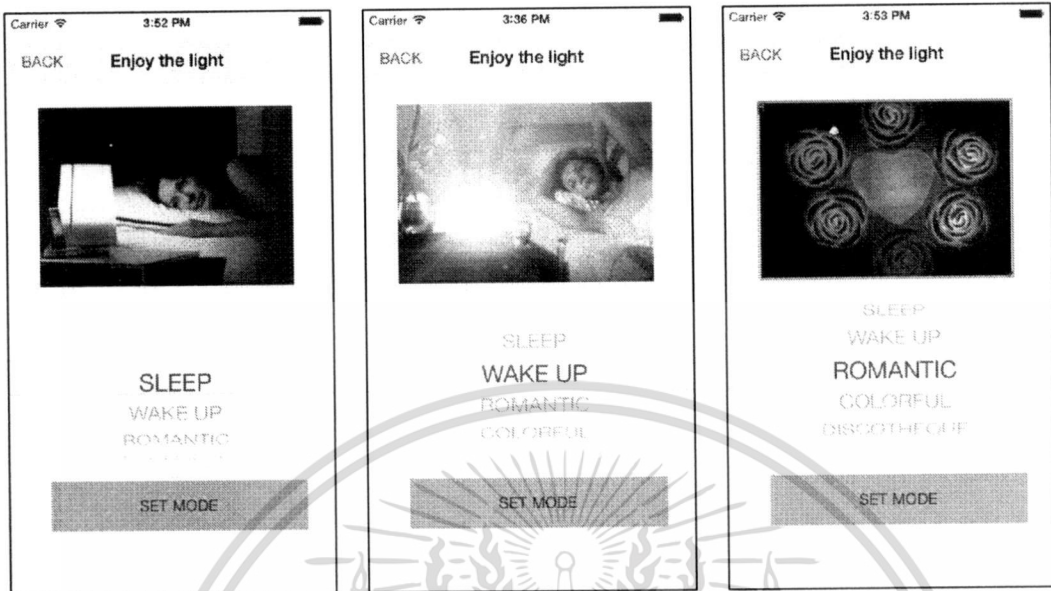 Carrier 3:52 PM
BACK Enjoy the light
SLEEP
WAKE UP
ROMANTIC
SET MODE
Carrier 3:36 PM
BACK Enjoy the light
SLEEP
WAKE UP
ROMANTIC
COLORFUL
SET MODE
Carrier 3:53 PM
BACK Enjoy the light
SLEEP
WAKE UP
ROMANTIC
COLORFUL
DISCOTHEQUE
SET MODE